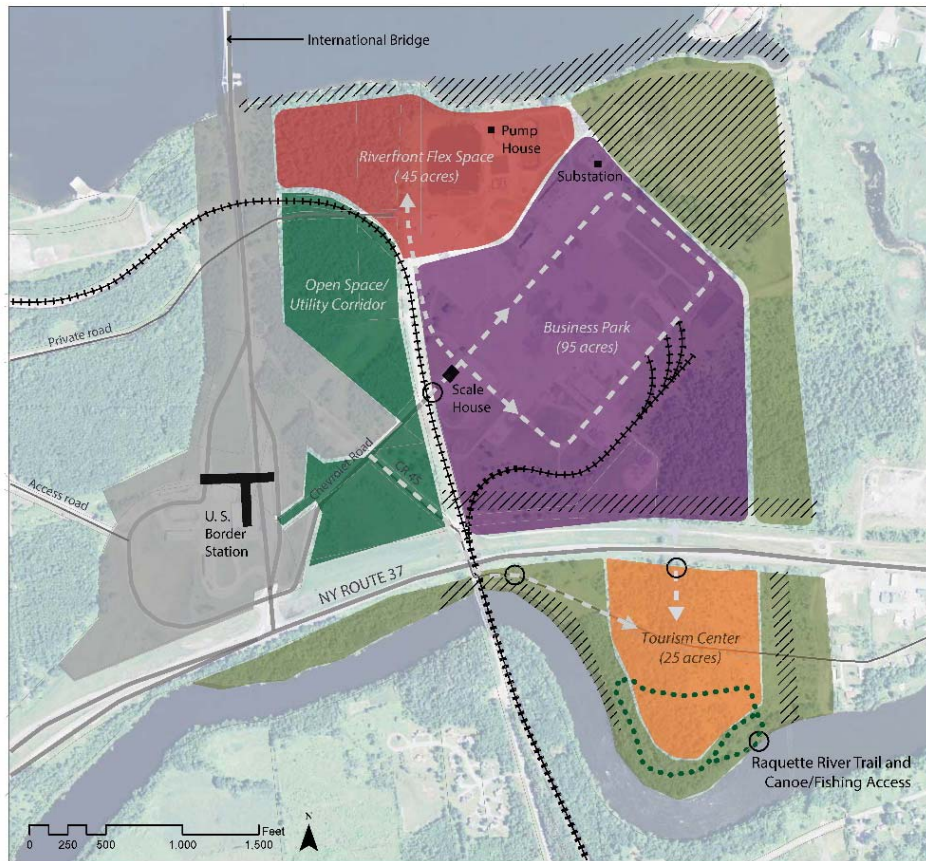 International Bridge
Pump
House
Riverfront Flex Space
(45 acres)
Substation
Open Space/
Utility Corridor
Business Park
(95 acres)
Private road
Scale
House
Chevrolet Road
CR 45
Access road
U. S.
Border
Station
NY ROUTE 37
Tourism Center
(25 acres)
Raquette River Trail and
Canoe/Fishing Access
Feet
0 250 500 1.000 1.500
N